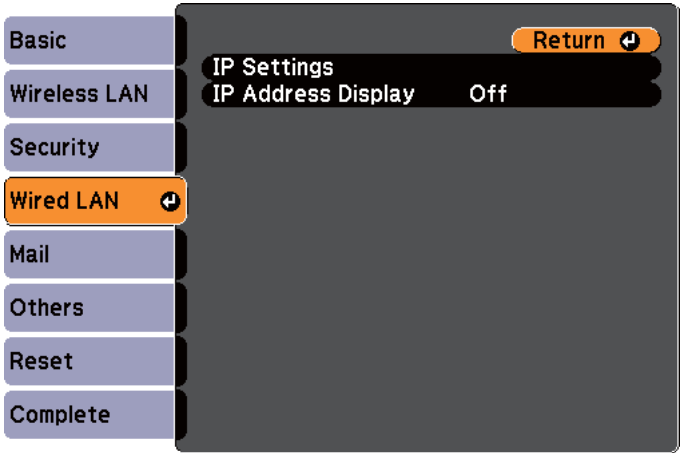 Basic
Wireless LAN
Security
Wired LAN
Mail
Others
Reset
Complete
Return
IP Settings
IP Address Display Off